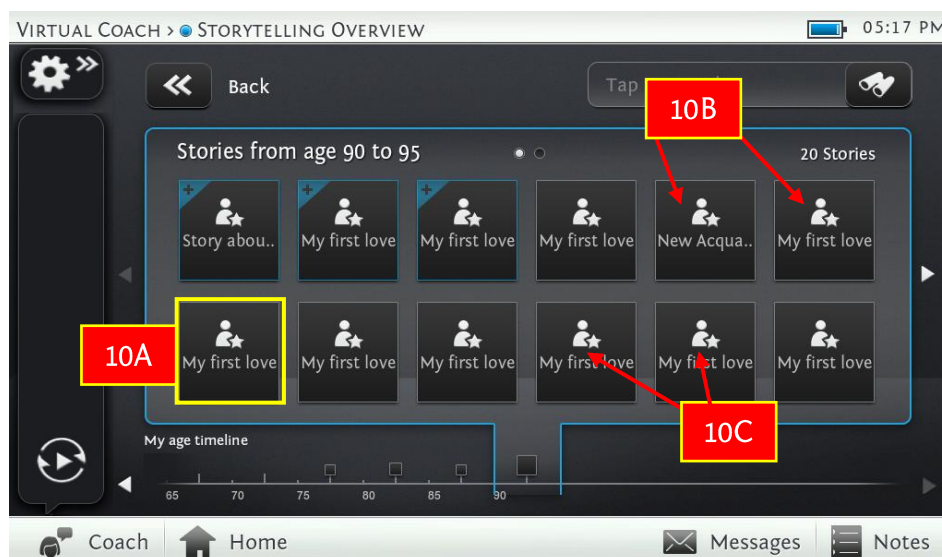 VIRTUAL COACH > STORYTELLING OVERVIEW
05:17 PM
Back
Tap
10B
Stories from age 90 to 95
20 Stories
Story abou..
My first love
My first love
My first love
New Acqua..
My first love
10A
My first love
My first love
My first love
My first love
My first love
My first love
10C
My age timeline
65 70 75 80 85 90
Coach
Home
Messages
Notes